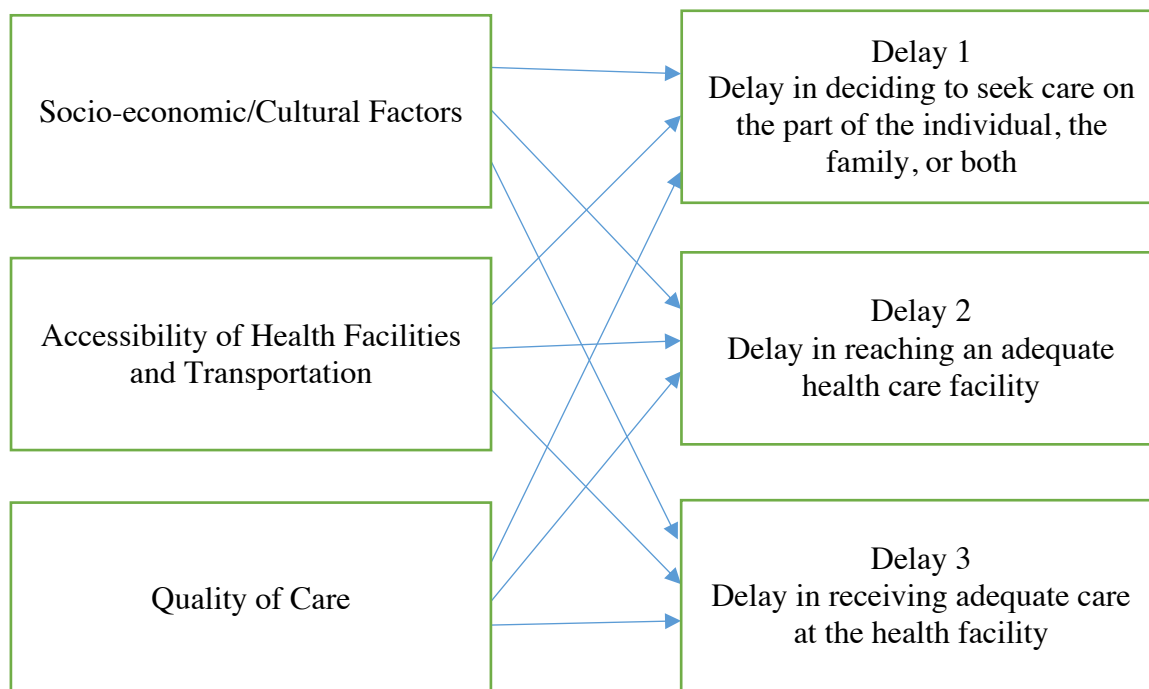 Socio-economic/Cultural Factors
Delay 1
Delay in deciding to seek care on
the part of the individual, the
family, or both
Accessibility of Health Facilities
and Transportation
Delay 2
Delay in reaching an adequate
health care facility
Quality of Care
Delay 3
Delay in receiving adequate care
at the health facility